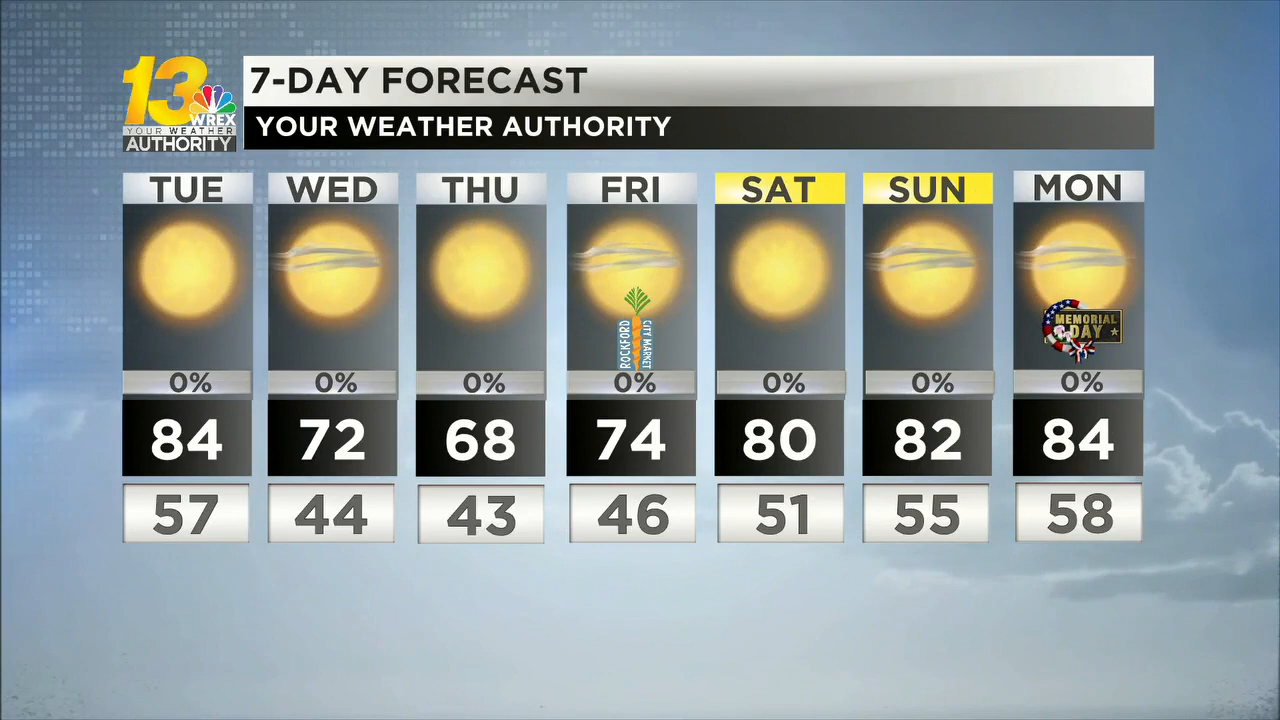 13
WREX
YOUR WEATHER
AUTHORITY
7-DAY FORECAST
YOUR WEATHER AUTHORITY
TUE WED THU FRI SAT SUN MON
ROCKFORD
CITY MARKET
MEMORIAL
DAY
0% 0% 0% 0% 0% 0% 0%
84 72 68 74 80 82 84
57 44 43 46 51 55 58